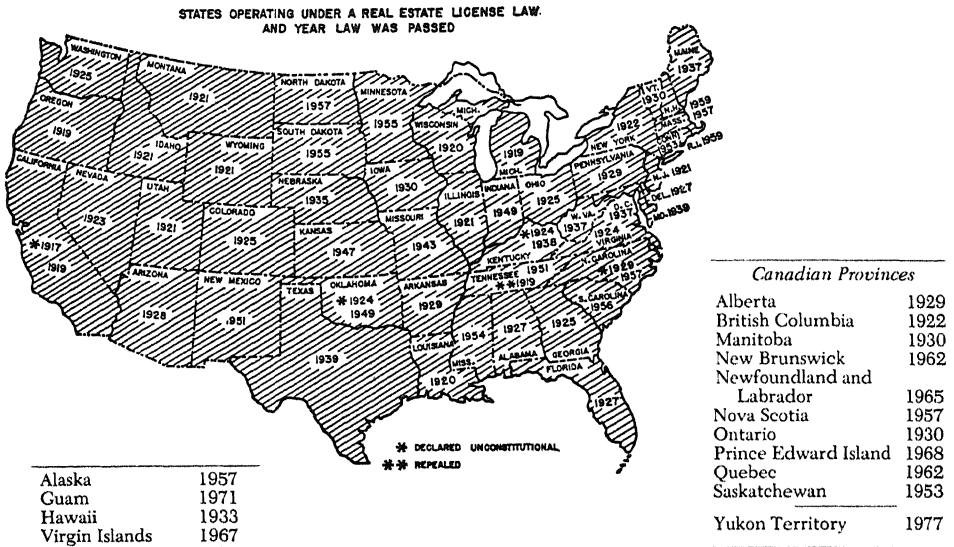 STATES OPERATING UNDER A REAL ESTATE LICENSE LAW.
AND YEAR LAW WAS PASSED
WASHINGTON
1925
MONTANA
1921
NORTH DAKOTA
1957
MINNESOTA
1955
MAINE
1937
OREGON
1919
IDAHO
1921
WYOMING
1921
SOUTH DAKOTA
1955
WISCONSIN
1920
MICH.
1919
MICH.
VT.
1930
N.H.
1959
MASS.
1957
CONN.
1953
R.I. 1959
1922
NEW YORK
PENNSYLVANIA
1929
N.J. 1921
DEL. 1927
MD. 1939
D.C.
1937
CALIFORNIA
*1917
1919
NEVADA
1923
UTAH
1921
COLORADO
1925
NEBRASKA
1935
KANSAS
1947
IOWA
1930
MISSOURI
1943
ILLINOIS
1921
INDIANA
1949
OHIO
1925
W. VA.
1937
1924
VIRGINIA
*1924
1938
KENTUCKY
TENNESSEE 1951
**1919
N. CAROLINA
1957
S. CAROLINA
1956
ARIZONA
1928
NEW MEXICO
1951
TEXAS
1939
OKLAHOMA
*1924
1949
ARKANSAS
1929
LOUISIANA
1920
1954
MISS.
1927
ALABAMA
1925
GEORGIA
FLORIDA
1927
* DECLARED UNCONSTITUTIONAL
** REPEALED
Alaska 1957
Guam 1971
Hawaii 1933
Virgin Islands 1967
Canadian Provinces
Alberta 1929
British Columbia 1922
Manitoba 1930
New Brunswick 1962
Newfoundland and
Labrador 1965
Nova Scotia 1957
Ontario 1930
Prince Edward Island 1968
Quebec 1962
Saskatchewan 1953
Yukon Territory 1977